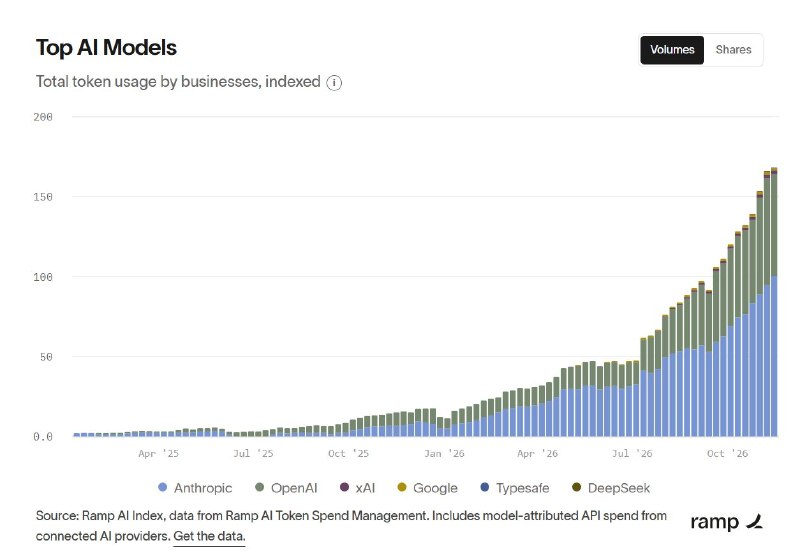 Top AI Models
Volumes Shares
Total token usage by businesses, indexed i
200
150
100
50
0.0
Apr '25 Jul '25 Oct '25 Jan '26 Apr '26 Jul '26 Oct '26
Anthropic OpenAI xAI Google Typesafe DeepSeek
Source: Ramp AI Index, data from Ramp AI Token Spend Management. Includes model-attributed API spend from
connected AI providers. Get the data.
ramp